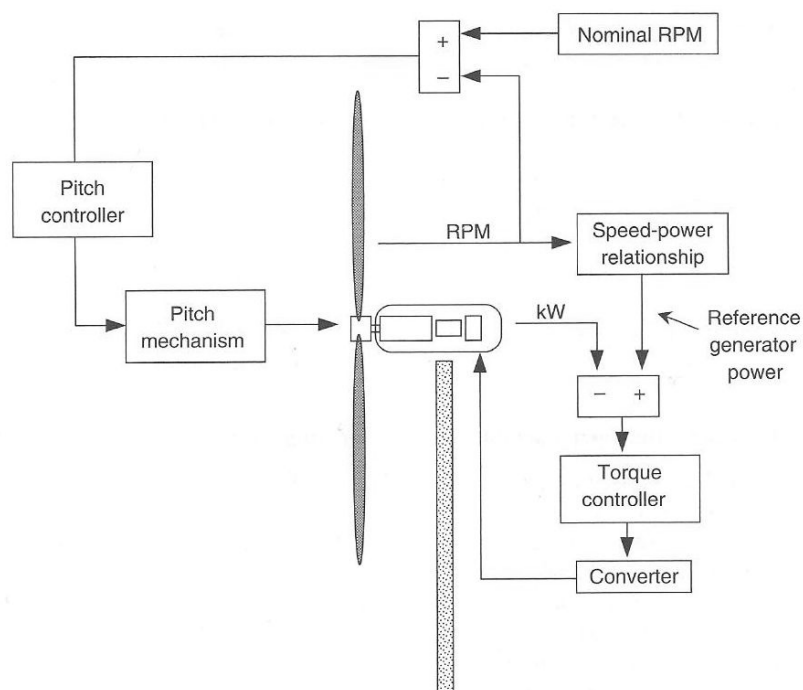 +
−
Nominal RPM
Pitch
controller
RPM
Speed-power
relationship
Pitch
mechanism
kW
Reference
generator
power
− +
Torque
controller
Converter